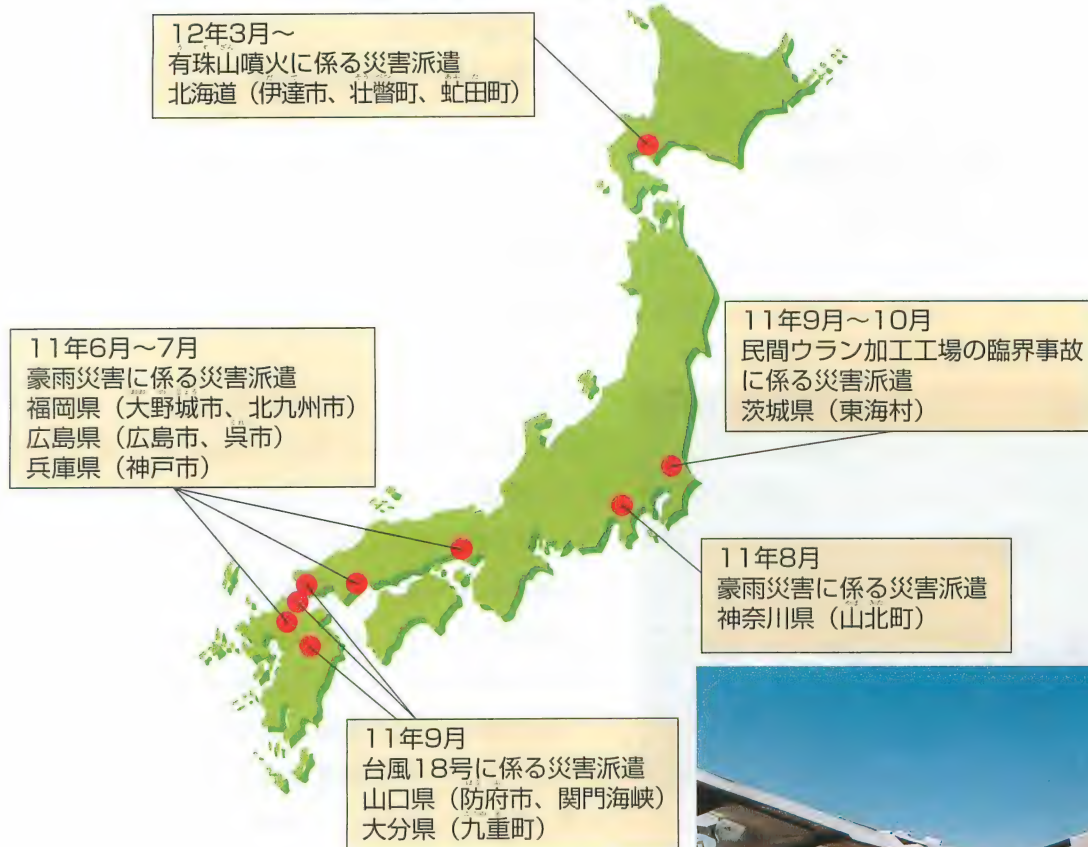 12年3月～
有珠山噴火に係る災害派遣
北海道（伊達市、壮瞥町、虻田町）
11年6月～7月
豪雨災害に係る災害派遣
福岡県（大野城市、北九州市）
広島県（広島市、呉市）
兵庫県（神戸市）
11年9月～10月
民間ウラン加工工場の臨界事故
に係る災害派遣
茨城県（東海村）
11年8月
豪雨災害に係る災害派遣
神奈川県（山北町）
11年9月
台風18号に係る災害派遣
山口県（防府市、関門海峡）
大分県（九重町）